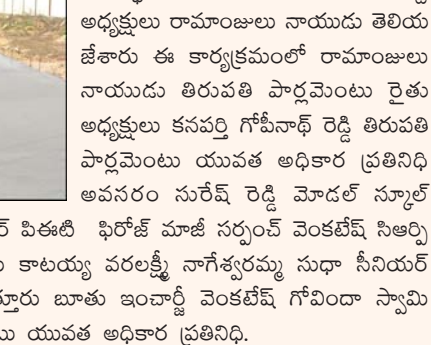 అధ్యక్షులు రామాంజులు నాయుడు తెలియ
జేశారు ఈ కార్యక్రమంలో రామాంజులు
నాయుడు తిరుపతి పార్లమెంటు రైతు
అధ్యక్షులు కనపర్తి గోపీనాథ్ రెడ్డి తిరుపతి
పార్లమెంటు యువత అధికార ప్రతినిధి
అవసరం సురేష్ రెడ్డి మోడల్ స్కూల్
పిఈటి ఫిరోజ్ మాజీ సర్పంచ్ వెంకటేష్ సిఆర్పి
కాటయ్య వరలక్ష్మీ నాగేశ్వరమ్మ సుధా సీనియర్
బూతు ఇంచార్జీ వెంకటేష్ గోవిందా స్వామి
యువత అధికార ప్రతినిధి.